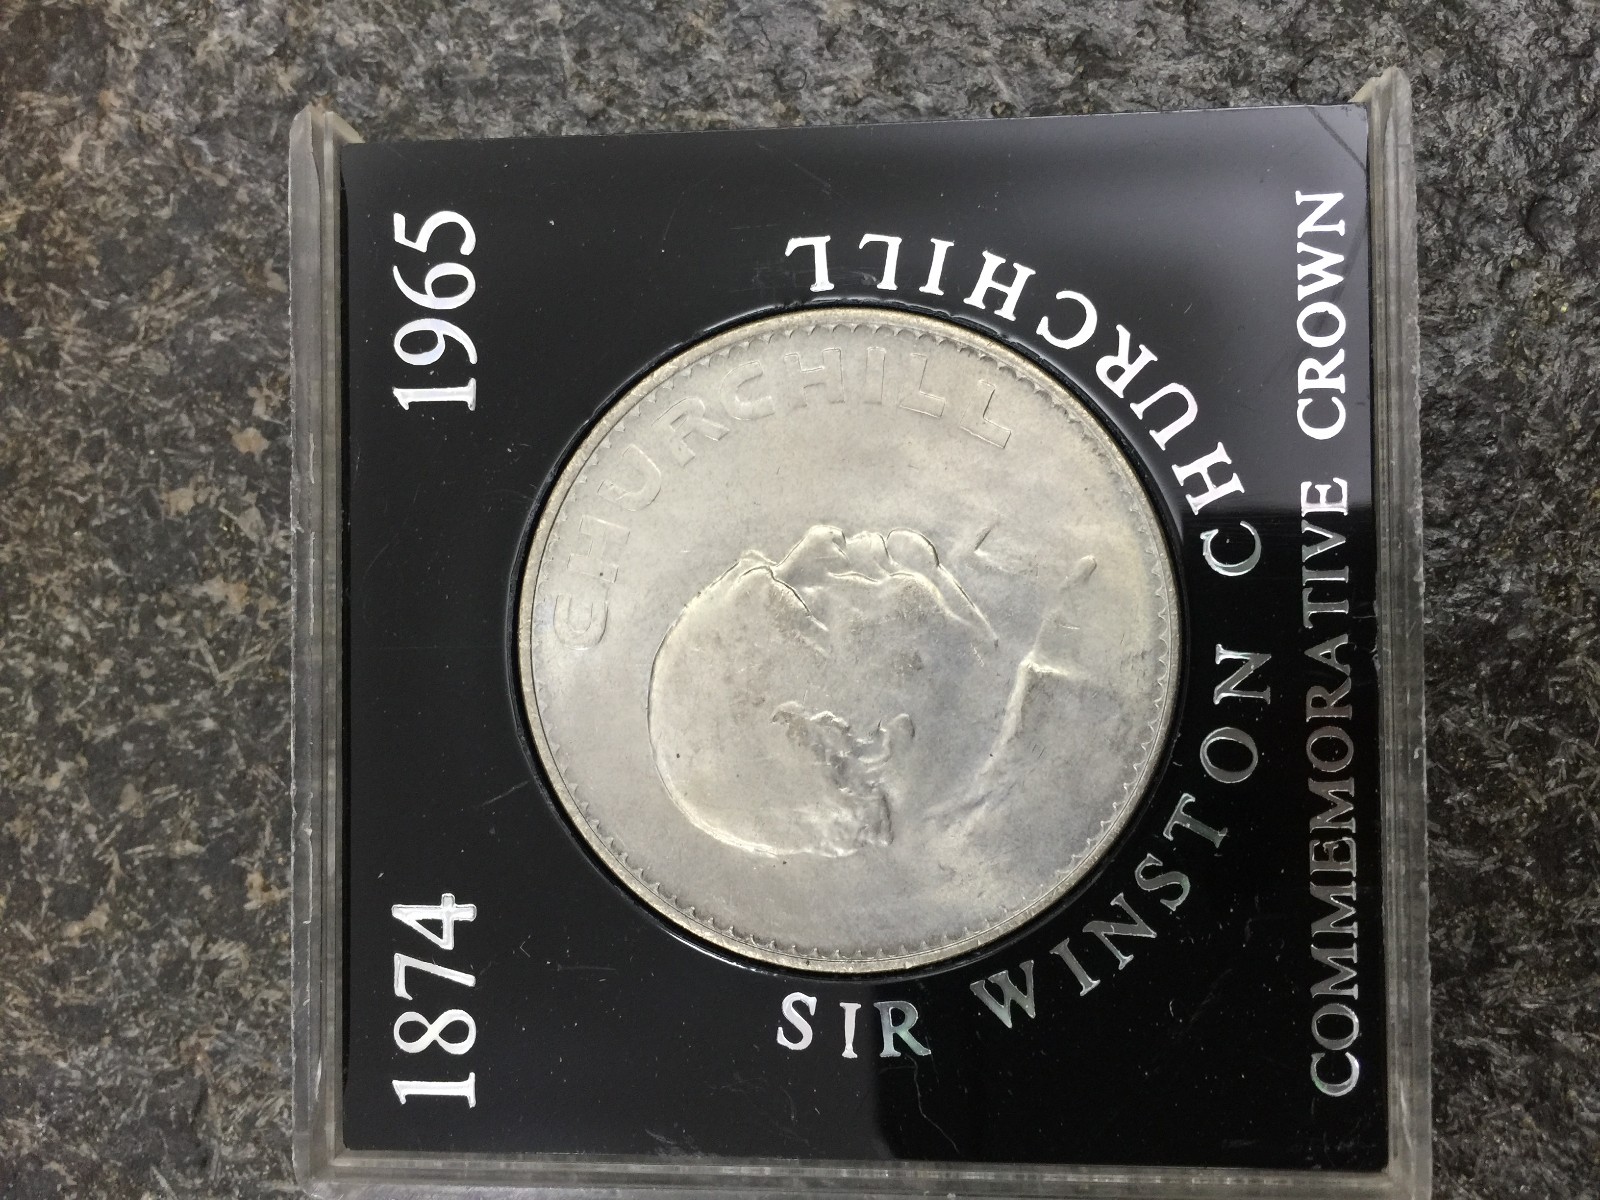 1874 1965
CHURCHILL
SIR WINSTON CHURCHILL
COMMEMORATIVE CROWN